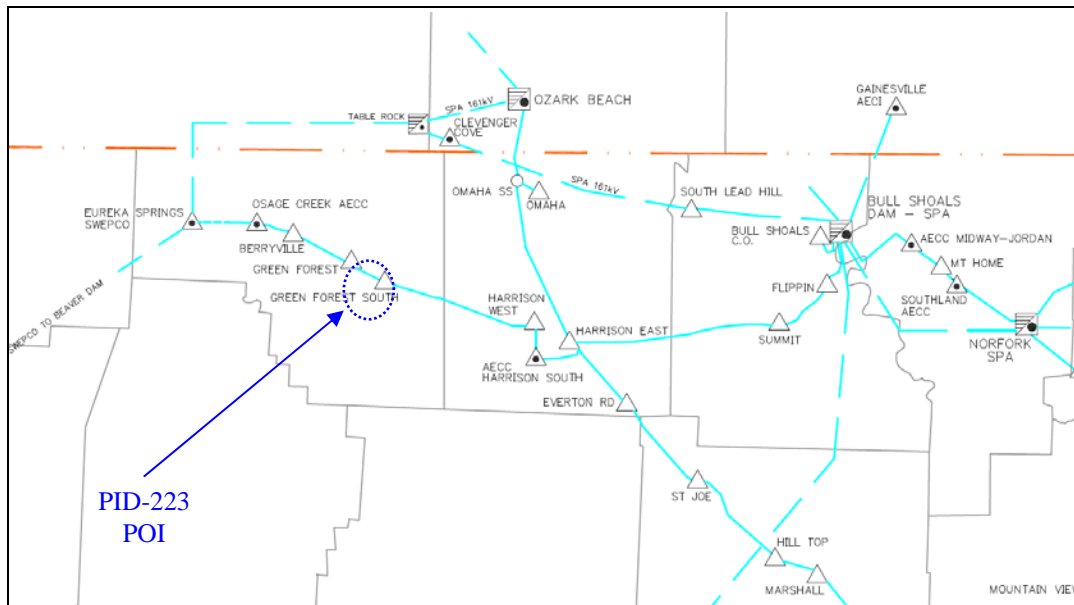 GAINESVILLE
AECI
SPA 161kV
OZARK BEACH
TABLE ROCK
CLEVENGER
COVE
OMAHA SS
OMAHA
SPA 161kV
SOUTH LEAD HILL
BULL SHOALS
DAM – SPA
EUREKA SPRINGS
SWEPCO
OSAGE CREEK AECC
BERRYVILLE
BULL SHOALS
C.O.
AECC MIDWAY-JORDAN
MT HOME
GREEN FOREST
GREEN FOREST SOUTH
FLIPPIN
SOUTHLAND
AECC
SWEPCO TO BEAVER DAM
HARRISON
WEST
HARRISON EAST
SUMMIT
NORFORK
SPA
AECC
HARRISON SOUTH
EVERTON RD
PID-223
POI
ST JOE
HILL TOP
MARSHALL
MOUNTAIN VIEW